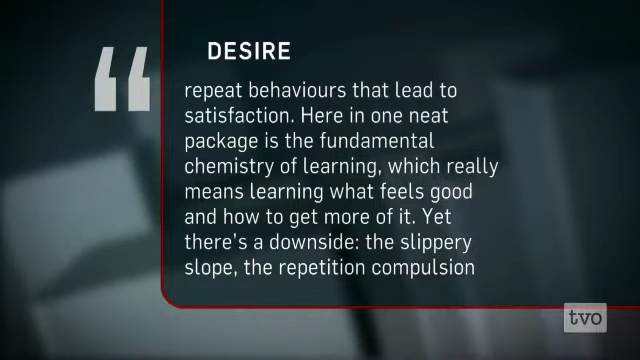 “
DESIRE
repeat behaviours that lead to
satisfaction. Here in one neat
package is the fundamental
chemistry of learning, which really
means learning what feels good
and how to get more of it. Yet
there's a downside: the slippery
slope, the repetition compulsion
tvo